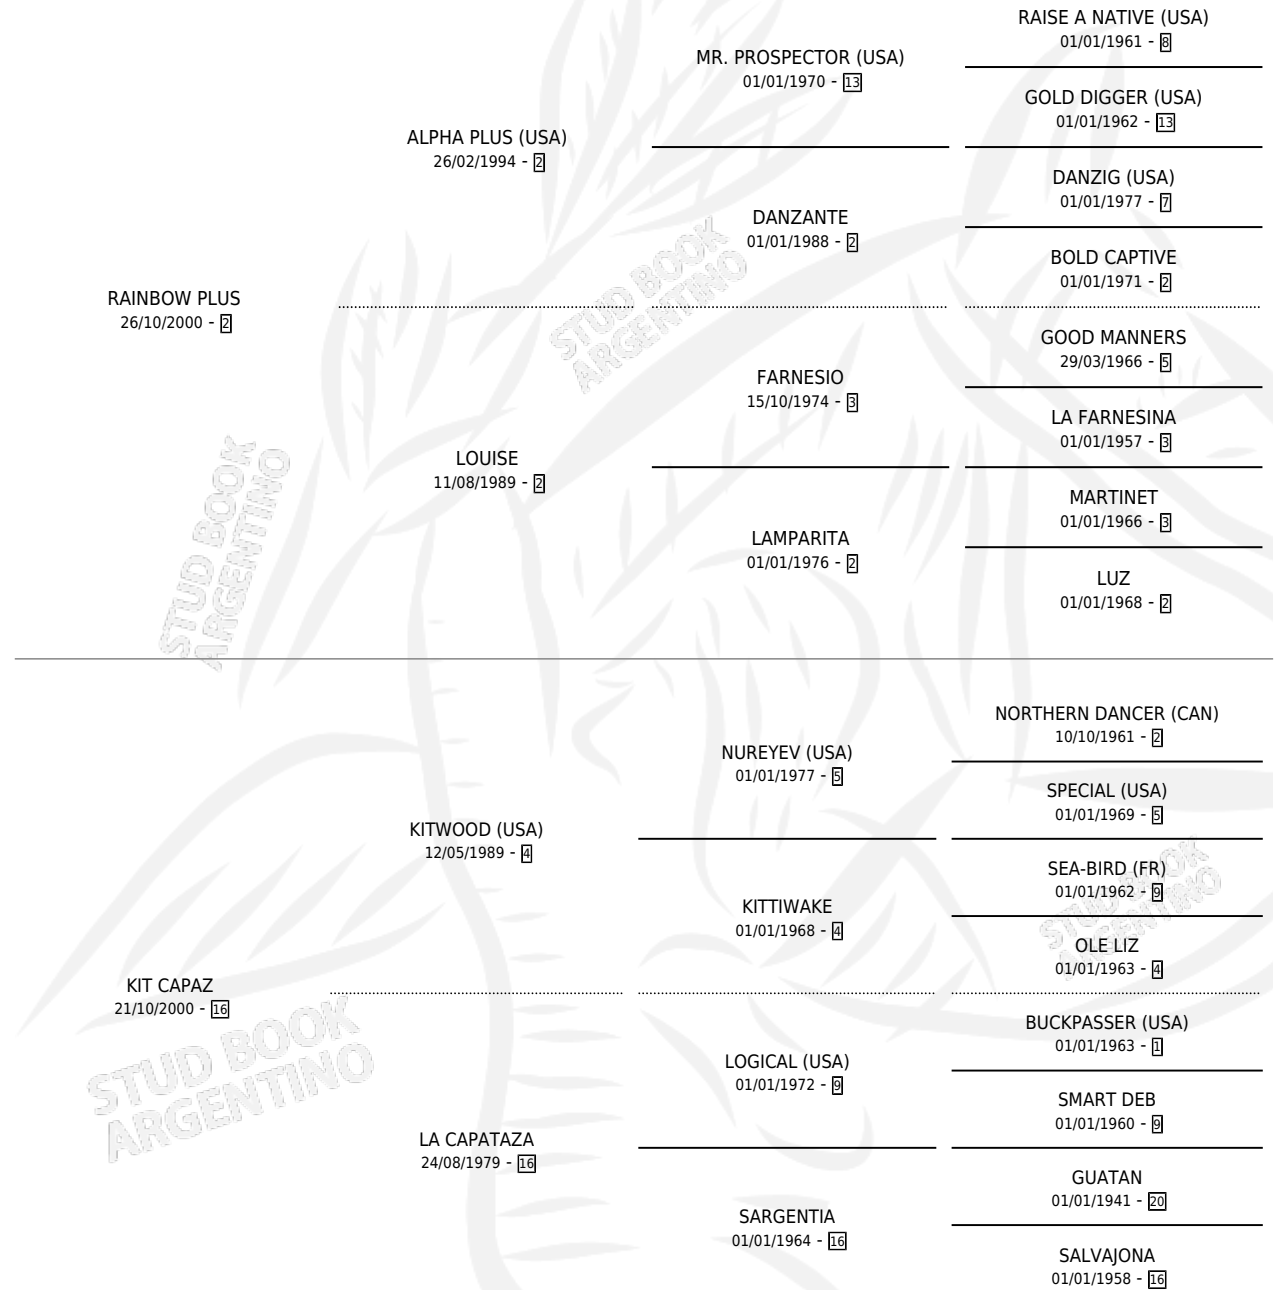 RAISE A NATIVE (USA)
01/01/1961 - 8
MR. PROSPECTOR (USA)
01/01/1970 - 13
GOLD DIGGER (USA)
01/01/1962 - 13
ALPHA PLUS (USA)
26/02/1994 - 2
DANZIG (USA)
01/01/1977 - 7
DANZANTE
01/01/1988 - 2
BOLD CAPTIVE
01/01/1971 - 2
RAINBOW PLUS
26/10/2000 - 2
GOOD MANNERS
29/03/1966 - 5
FARNESIO
15/10/1974 - 3
LA FARNESINA
01/01/1957 - 3
LOUISE
11/08/1989 - 2
MARTINET
01/01/1966 - 3
LAMPARITA
01/01/1976 - 2
LUZ
01/01/1968 - 2
STUD BOOK
ARGENTINO
STUD BOOK
ARGENTINO
NORTHERN DANCER (CAN)
10/10/1961 - 2
NUREYEV (USA)
01/01/1977 - 5
SPECIAL (USA)
01/01/1969 - 5
KITWOOD (USA)
12/05/1989 - 4
SEA-BIRD (FR)
01/01/1962 - 9
KITTIWAKE
01/01/1968 - 4
OLE LIZ
01/01/1963 - 4
KIT CAPAZ
21/10/2000 - 16
BUCKPASSER (USA)
01/01/1963 - 1
LOGICAL (USA)
01/01/1972 - 9
SMART DEB
01/01/1960 - 9
LA CAPATAZA
24/08/1979 - 16
GUATAN
01/01/1941 - 20
SARGENTIA
01/01/1964 - 16
SALVAJONA
01/01/1958 - 16
STUD BOOK
ARGENTINO
STUD BOOK
ARGENTINO